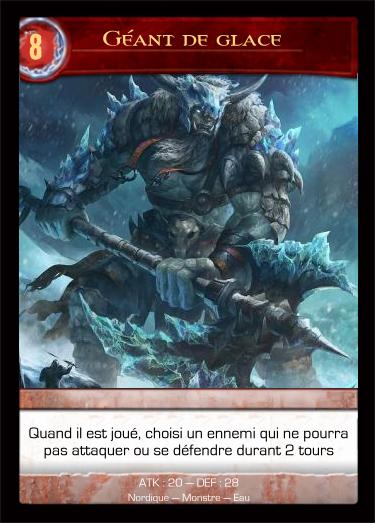 8
Géant de glace
Quand il est joué, choisi un ennemi qui ne pourra
pas attaquer ou se défendre durant 2 tours
ATK : 20 — DEF : 28
Nordique — Monstre — Eau